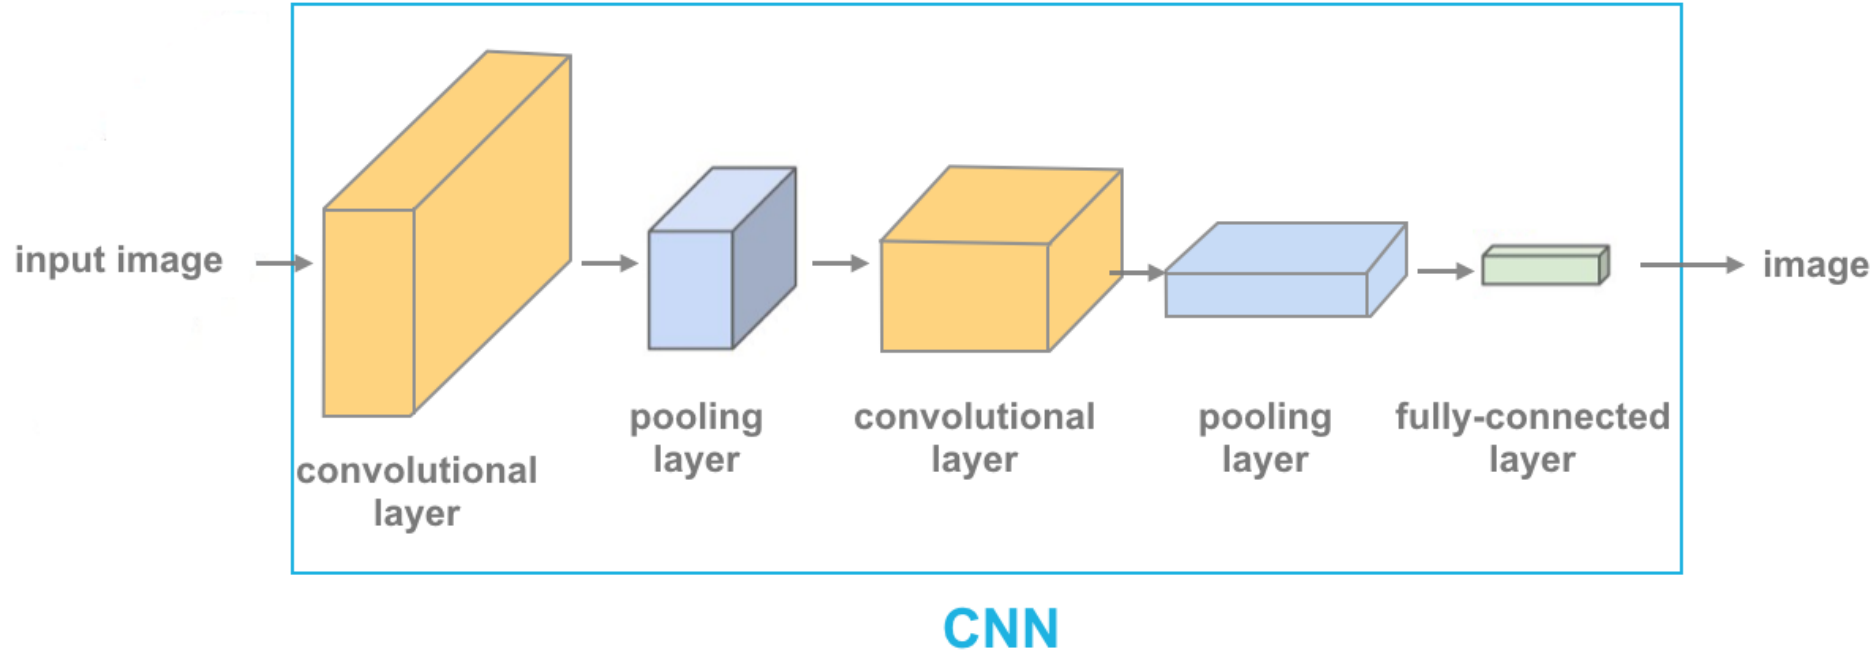 input image
convolutional
layer
pooling
layer
convolutional
layer
pooling
layer
fully-connected
layer
image
CNN